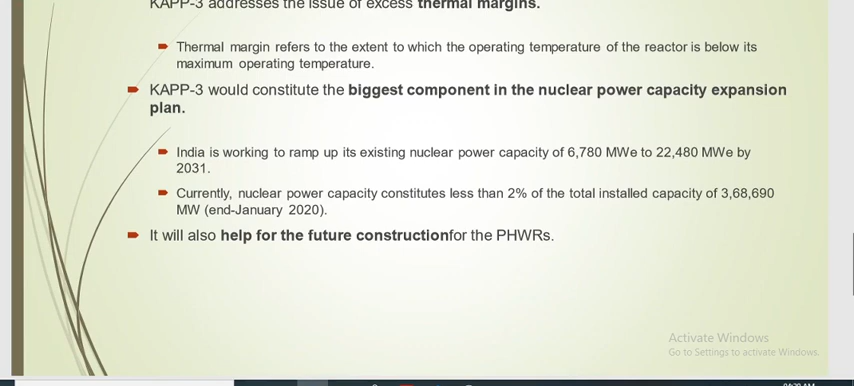 KAPP-3 addresses the issue of excess thermal margins.
Thermal margin refers to the extent to which the operating temperature of the reactor is below its
maximum operating temperature.
KAPP-3 would constitute the biggest component in the nuclear power capacity expansion
plan.
India is working to ramp up its existing nuclear power capacity of 6,780 MWe to 22,480 MWe by
2031.
Currently, nuclear power capacity constitutes less than 2% of the total installed capacity of 3,68,690
MW (end-January 2020).
It will also help for the future constructionfor the PHWRs.
Activate Windows
Go to Settings to activate Windows.